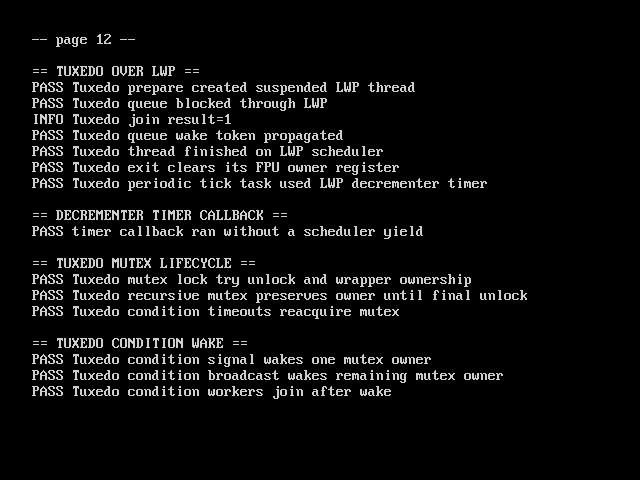 -- page 12 --
== TUXEDO OVER LWP ==
PASS Tuxedo prepare created suspended LWP thread
PASS Tuxedo queue blocked through LWP
INFO Tuxedo join result=1
PASS Tuxedo queue wake token propagated
PASS Tuxedo thread finished on LWP scheduler
PASS Tuxedo exit clears its FPU owner register
PASS Tuxedo periodic tick task used LWP decrementer timer
== DECREMENTER TIMER CALLBACK ==
PASS timer callback ran without a scheduler yield
== TUXEDO MUTEX LIFECYCLE ==
PASS Tuxedo mutex lock try unlock and wrapper ownership
PASS Tuxedo recursive mutex preserves owner until final unlock
PASS Tuxedo condition timeouts reacquire mutex
== TUXEDO CONDITION WAKE ==
PASS Tuxedo condition signal wakes one mutex owner
PASS Tuxedo condition broadcast wakes remaining mutex owner
PASS Tuxedo condition workers join after wake